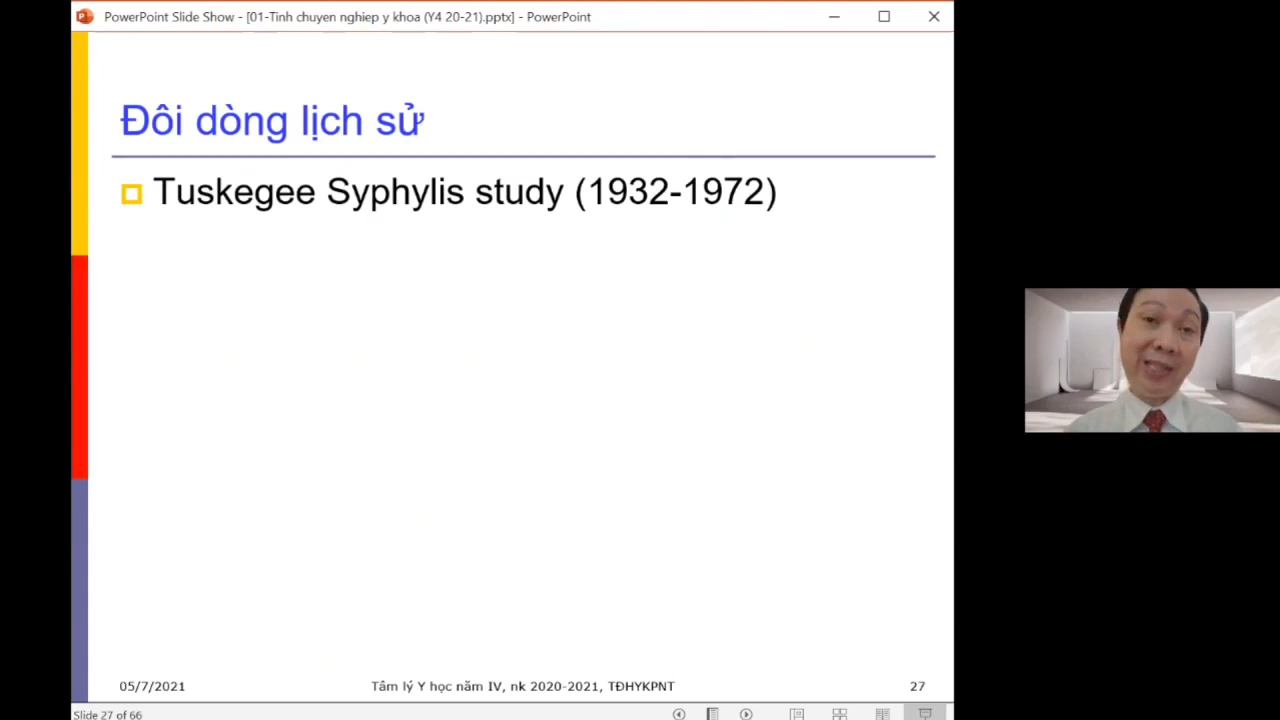 PowerPoint Slide Show - [01-Tinh chuyen nghiep y khoa (Y4 20-21).pptx] - PowerPoint
Đôi dòng lịch sử
Tuskegee Syphylis study (1932-1972)
05/7/2021
Tâm lý Y học năm IV, nk 2020-2021, TĐHYKPNT
27
Slide 27 of 66